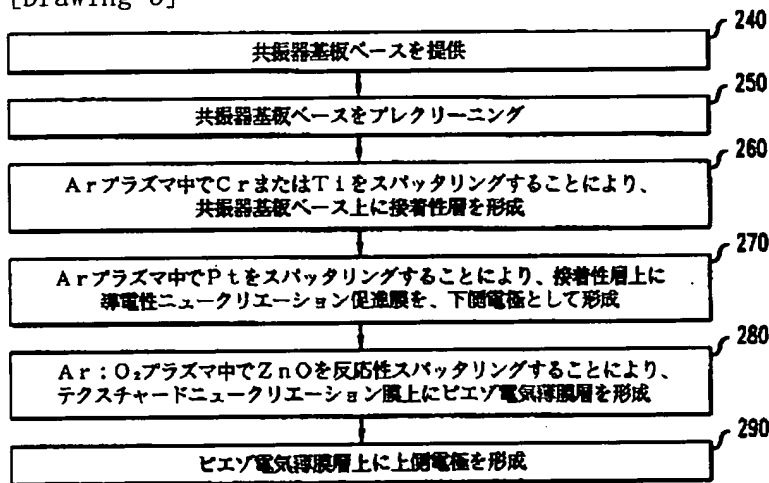 240
共振器基板ベースを提供
250
共振器基板ベースをプレクリーニング
260
Arプラズマ中でCrまたはTiをスパッタリングすることにより、
共振器基板ベース上に接着性層を形成
270
Arプラズマ中でPtをスパッタリングすることにより、接着性層上に
導電性ニュークリエーション促進膜を、下側電極として形成
280
Ar:O₂プラズマ中でZnOを反応性スパッタリングすることにより、
テクスチャードニュークリエーション膜上にピエゾ電気薄膜層を形成
290
ピエゾ電気薄膜層上に上側電極を形成